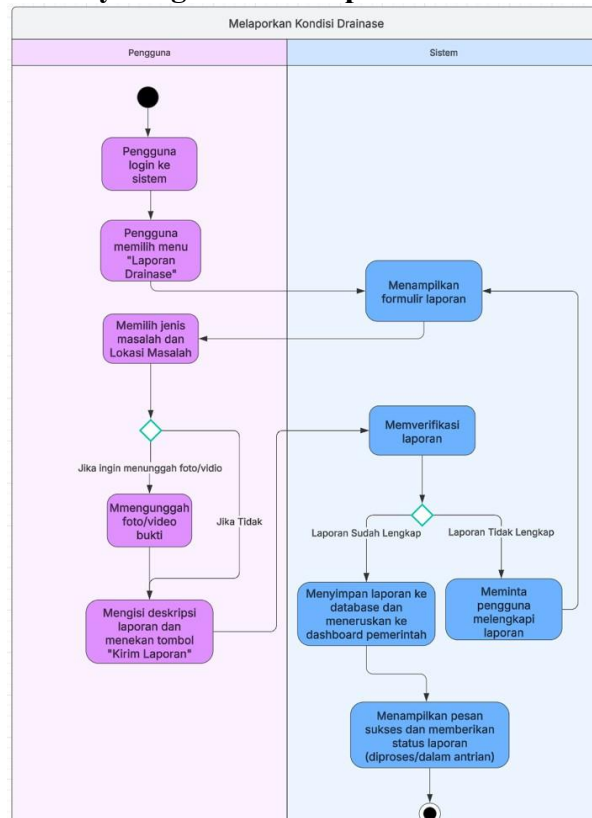 Melaporkan Kondisi Drainase
Pengguna
Sistem
Pengguna
login ke
sistem
Pengguna
memilih menu
"Laporan
Drainase"
Menampilkan
formulir laporan
Memilih jenis
masalah dan
Lokasi Masalah
Memverifikasi
laporan
Jika ingin menunggah foto/vidio
Jika Tidak
Mmengunggah
foto/video
bukti
Laporan Sudah Lengkap
Laporan Tidak Lengkap
Mengisi deskripsi
laporan dan
menekan tombol
"Kirim Laporan"
Menyimpan laporan ke
database dan
meneruskan ke
dashboard pemerintah
Meminta
pengguna
melengkapi
laporan
Menampilkan pesan
sukses dan memberikan
status laporan
(diproses/dalam antrian)